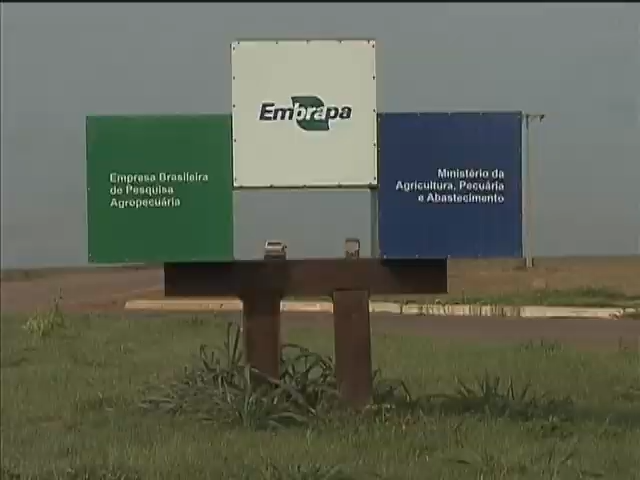 Embrapa
Empresa Brasileira
de Pesquisa
Agropecuária
Ministério da
Agricultura, Pecuária
e Abastecimento